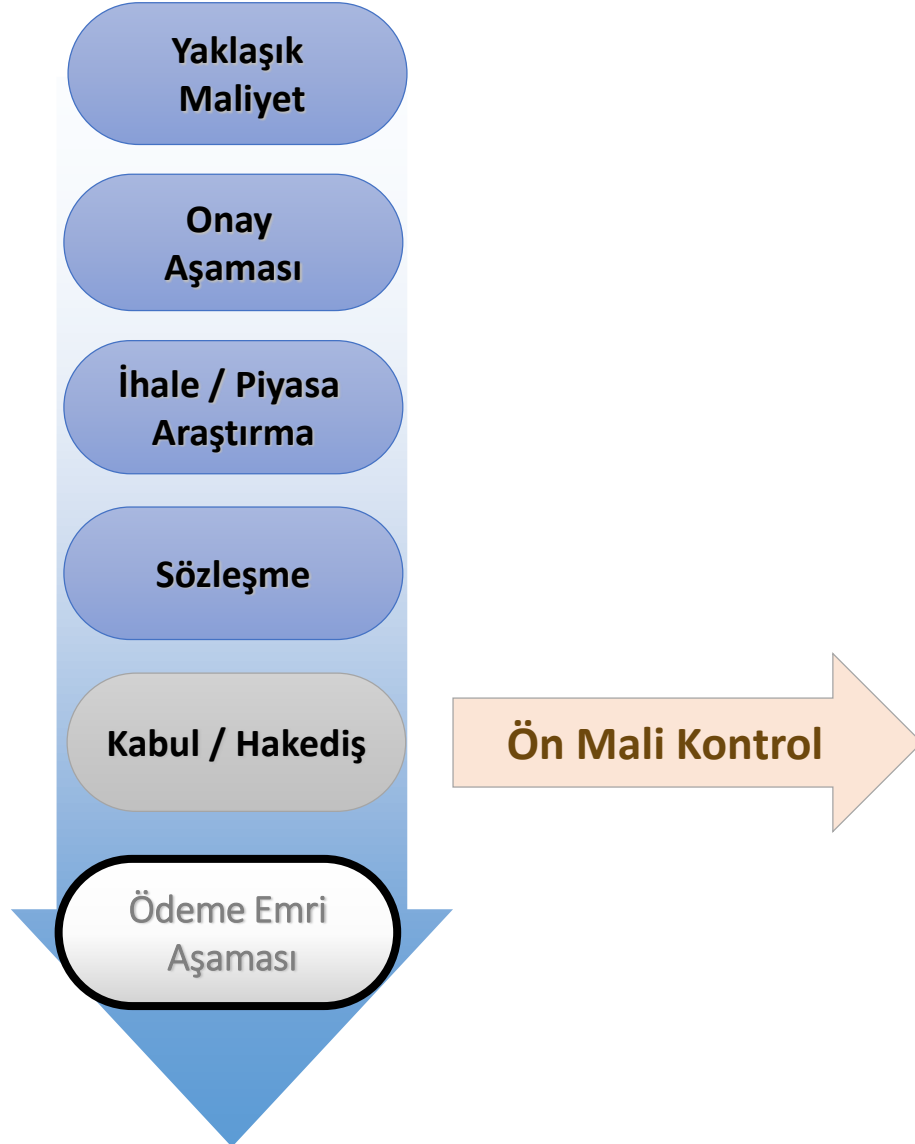 Yaklaşık
Maliyet
Onay
Aşaması
İhale / Piyasa
Araştırma
Sözleşme
Kabul / Hakediş
Ön Mali Kontrol
Ödeme Emri
Aşaması